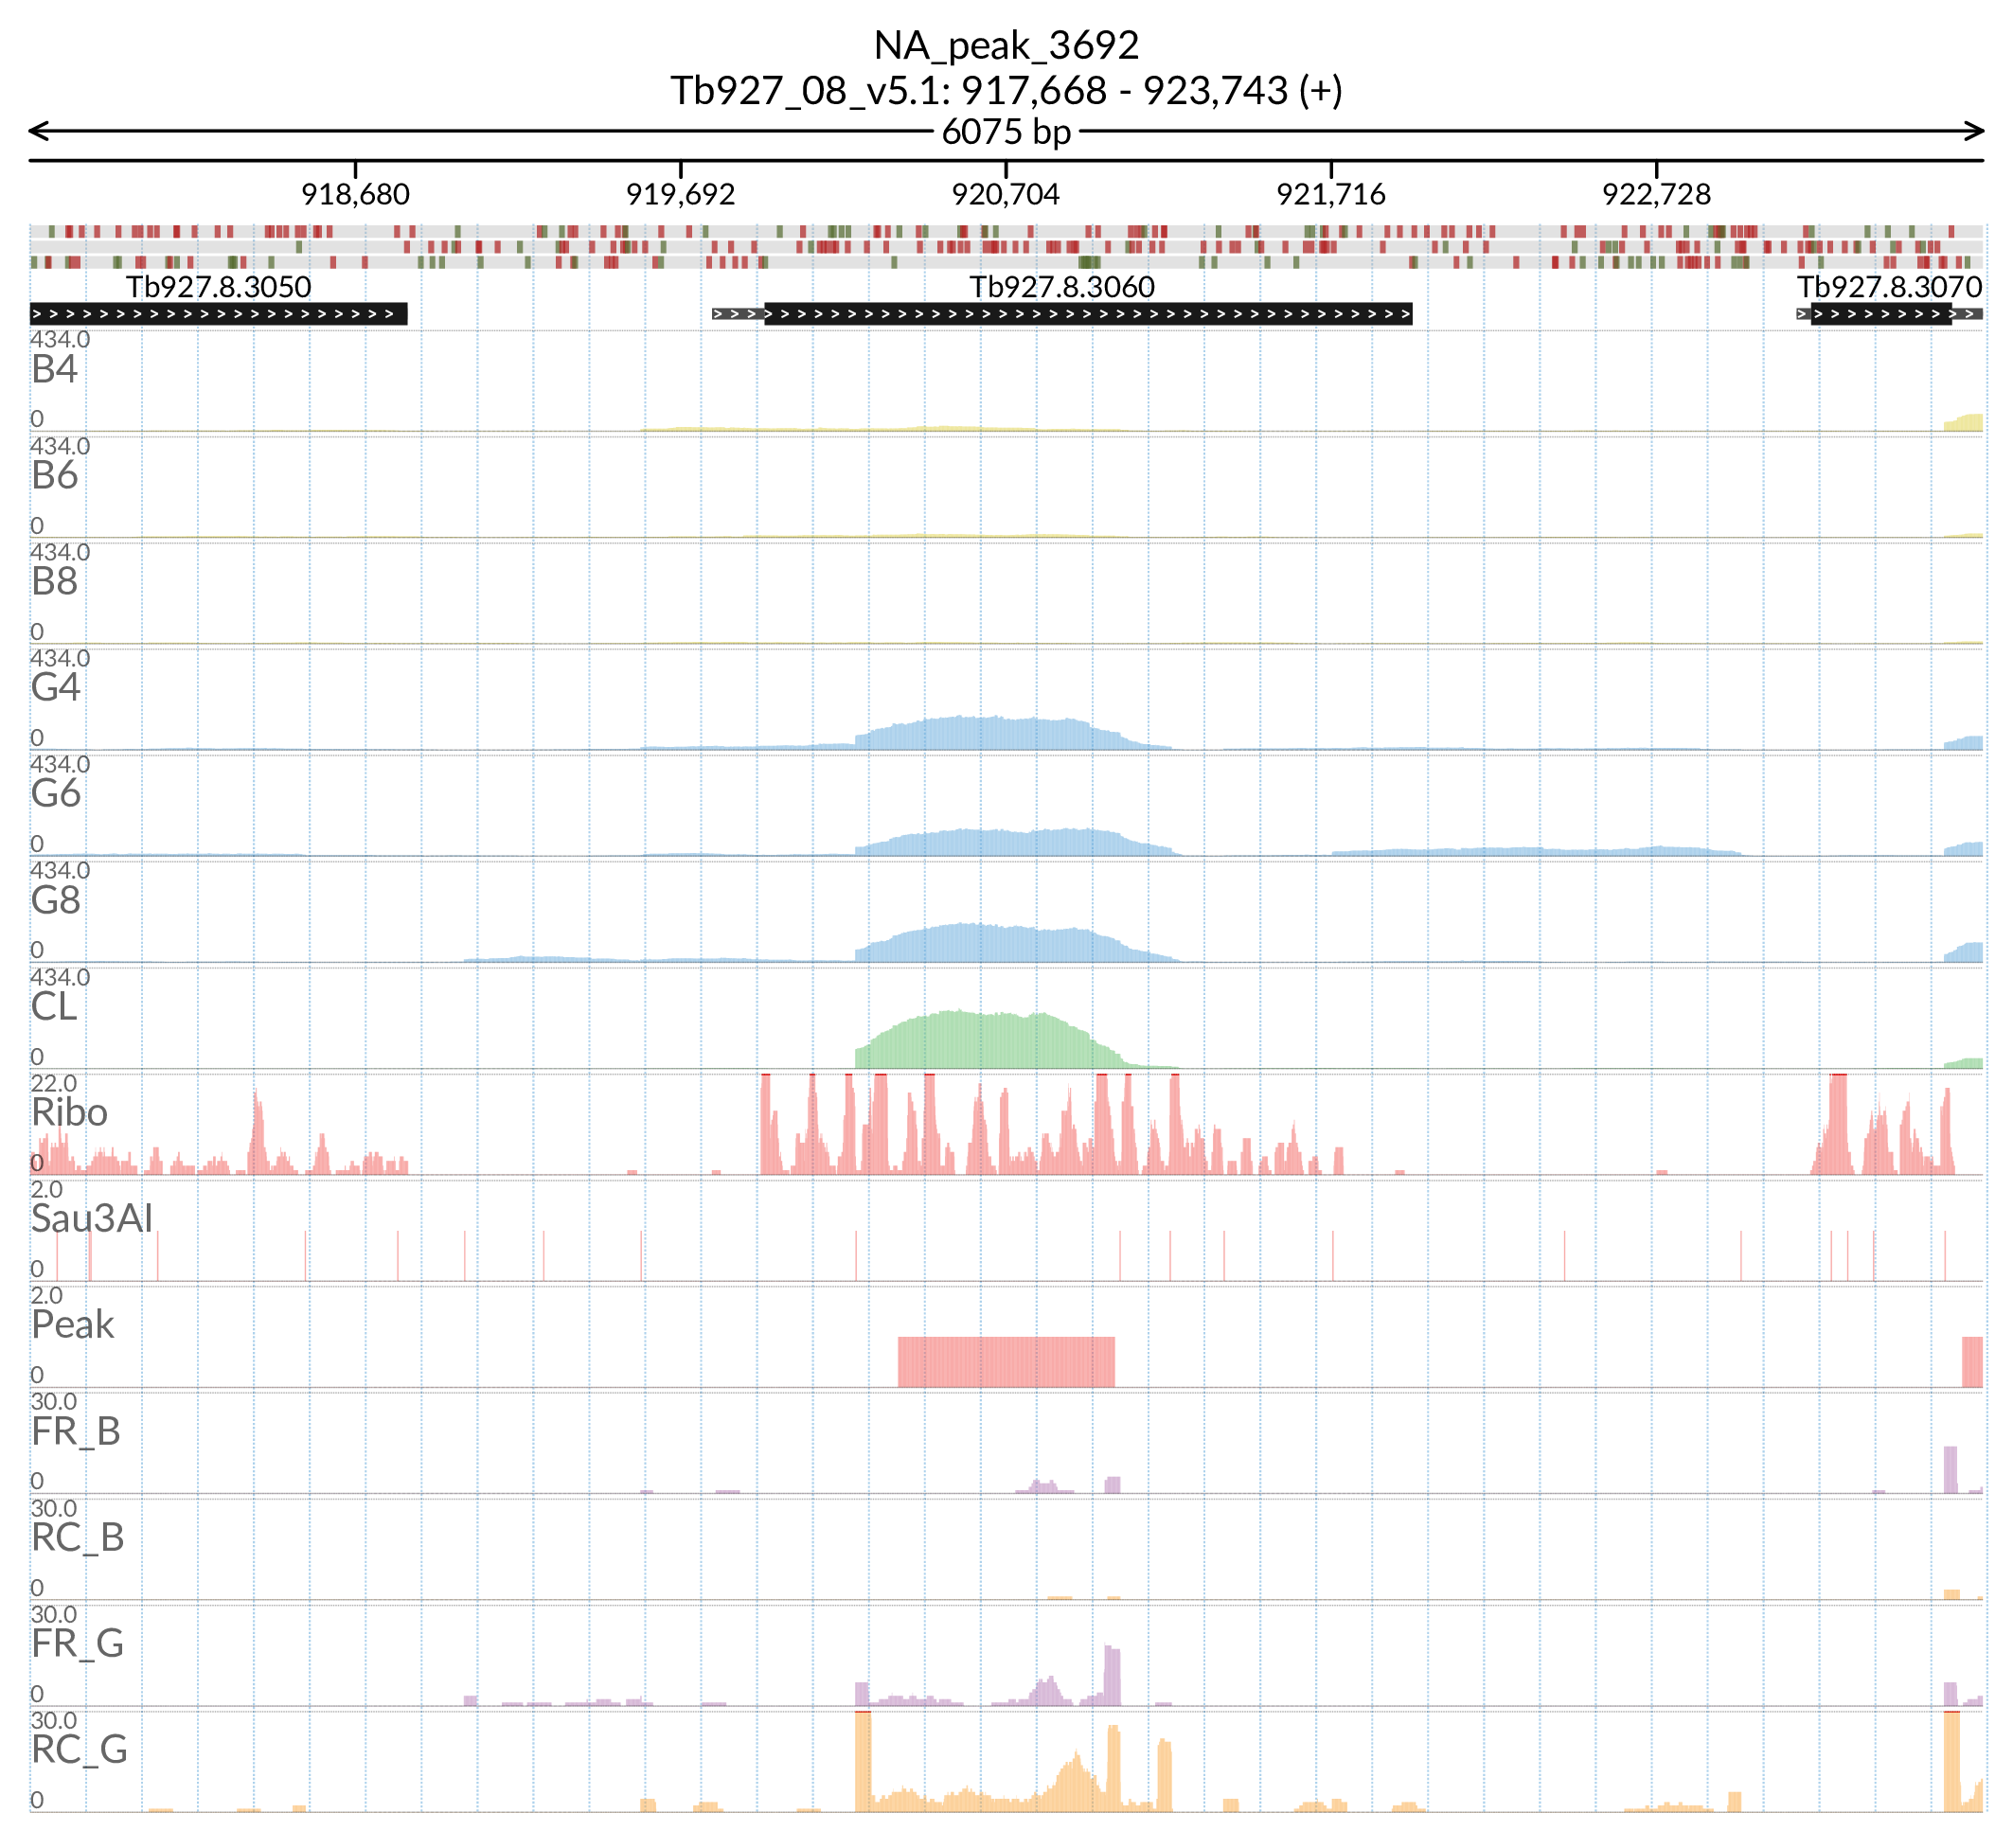 NA_peak_3692
Tb927_08_v5.1: 917,668 - 923,743 (+)
6075 bp
918,680 919,692 920,704 921,716 922,728
Tb927.8.3050 Tb927.8.3060 Tb927.8.3070
434.0
B4
0
434.0
B6
0
434.0
B8
0
434.0
G4
0
434.0
G6
0
434.0
G8
0
434.0
CL
0
22.0
Ribo
0
2.0
Sau3AI
0
2.0
Peak
0
30.0
FR_B
0
30.0
RC_B
0
30.0
FR_G
0
30.0
RC_G
0